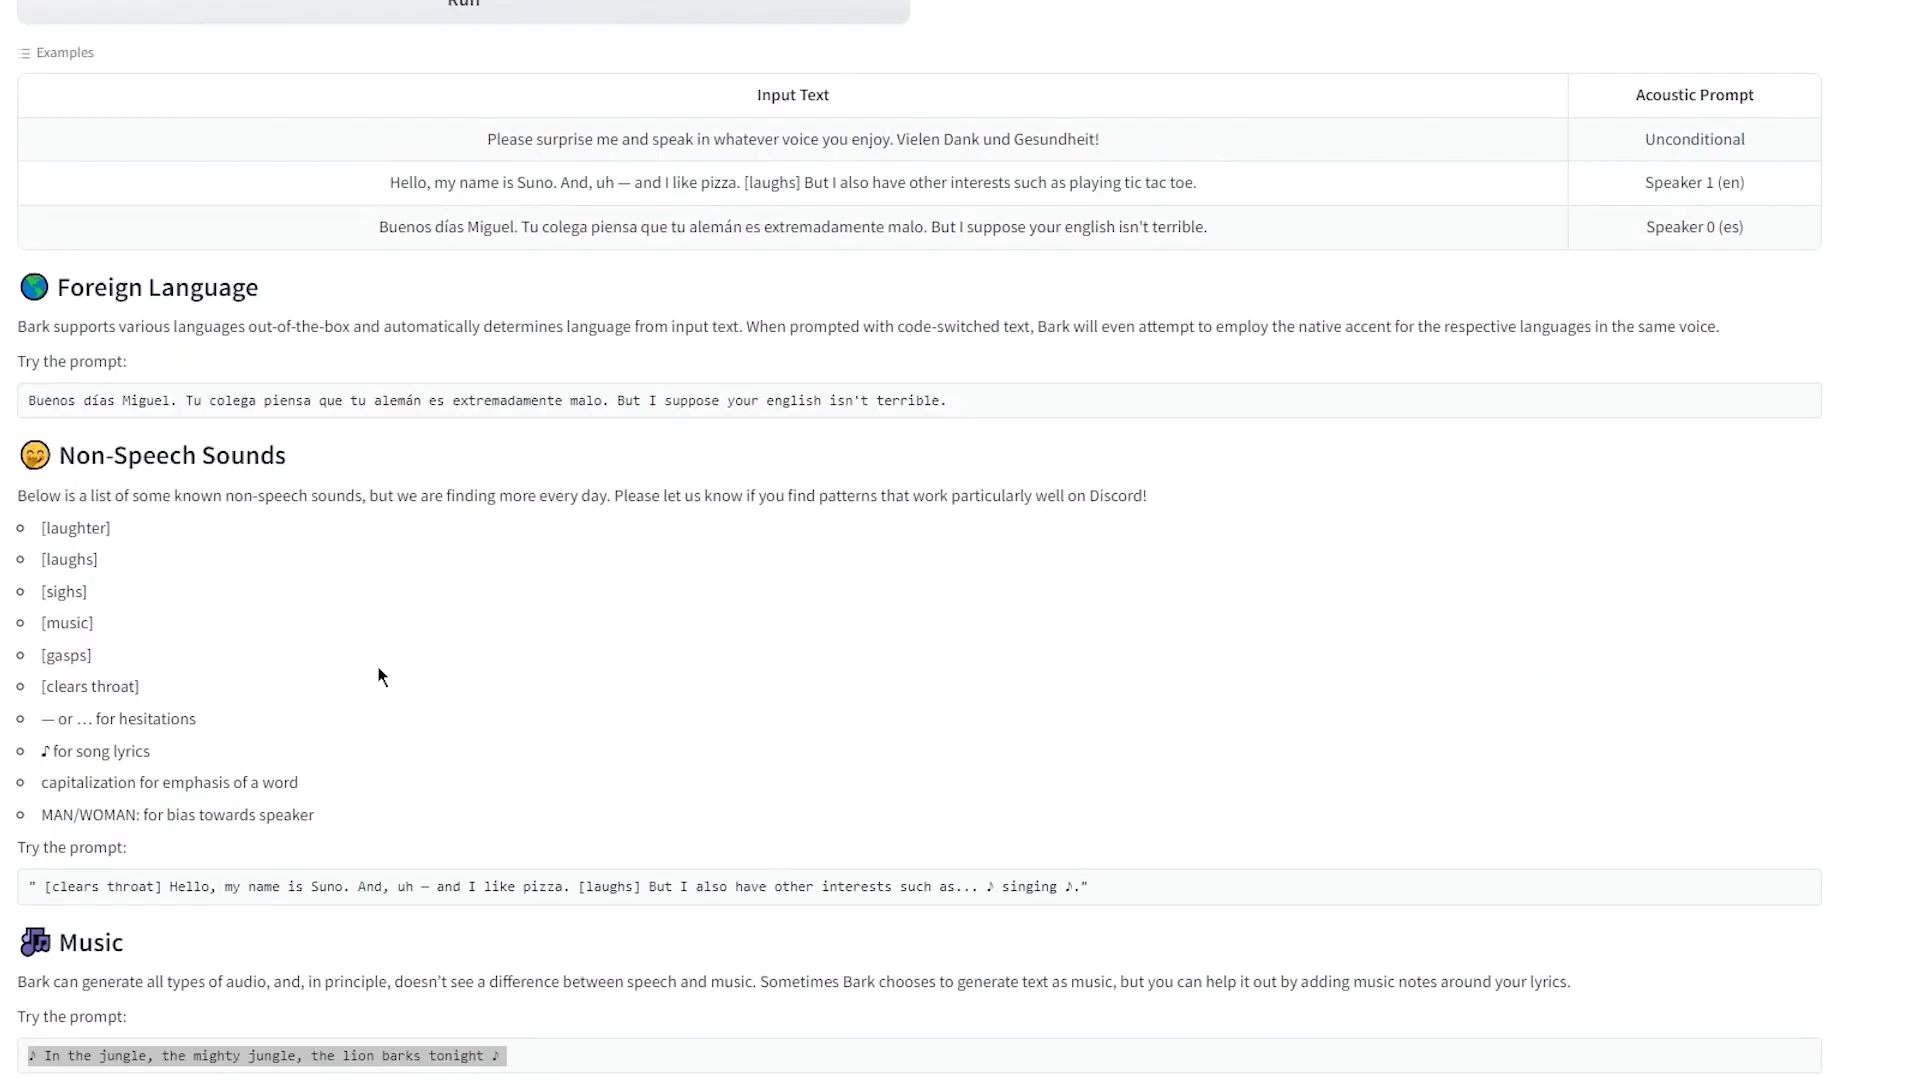 Run
Examples
Input Text
Acoustic Prompt
Please surprise me and speak in whatever voice you enjoy. Vielen Dank und Gesundheit!
Unconditional
Hello, my name is Suno. And, uh — and I like pizza. [laughs] But I also have other interests such as playing tic tac toe.
Speaker 1 (en)
Buenos días Miguel. Tu colega piensa que tu alemán es extremadamente malo. But I suppose your english isn't terrible.
Speaker 0 (es)
Foreign Language
Bark supports various languages out-of-the-box and automatically determines language from input text. When prompted with code-switched text, Bark will even attempt to employ the native accent for the respective languages in the same voice.
Try the prompt:
Buenos días Miguel. Tu colega piensa que tu alemán es extremadamente malo. But I suppose your english isn't terrible.
Non-Speech Sounds
Below is a list of some known non-speech sounds, but we are finding more every day. Please let us know if you find patterns that work particularly well on Discord!
[laughter]
[laughs]
[sighs]
[music]
[gasps]
[clears throat]
— or … for hesitations
♪ for song lyrics
capitalization for emphasis of a word
MAN/WOMAN: for bias towards speaker
Try the prompt:
" [clears throat] Hello, my name is Suno. And, uh — and I like pizza. [laughs] But I also have other interests such as... ♪ singing ♪."
Music
Bark can generate all types of audio, and, in principle, doesn't see a difference between speech and music. Sometimes Bark chooses to generate text as music, but you can help it out by adding music notes around your lyrics.
Try the prompt:
♪ In the jungle, the mighty jungle, the lion barks tonight ♪